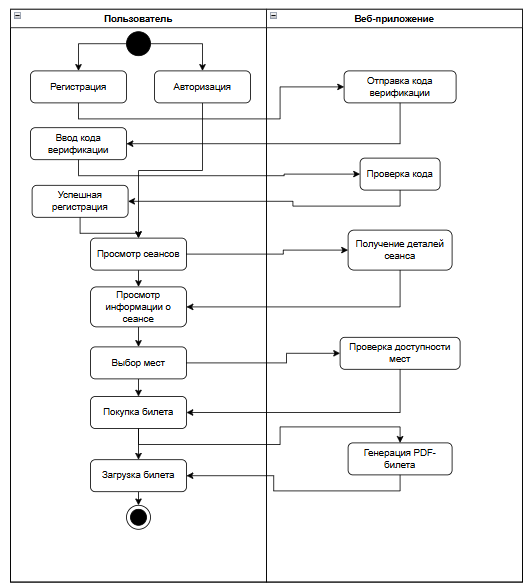 Пользователь
Веб-приложение
Регистрация
Авторизация
Отправка кода
верификации
Ввод кода
верификации
Проверка кода
Успешная
регистрация
Просмотр сеансов
Получение деталей
сеанса
Просмотр
информации о
сеансе
Выбор мест
Проверка доступности
мест
Покупка билета
Загрузка билета
Генерация PDF-
билета